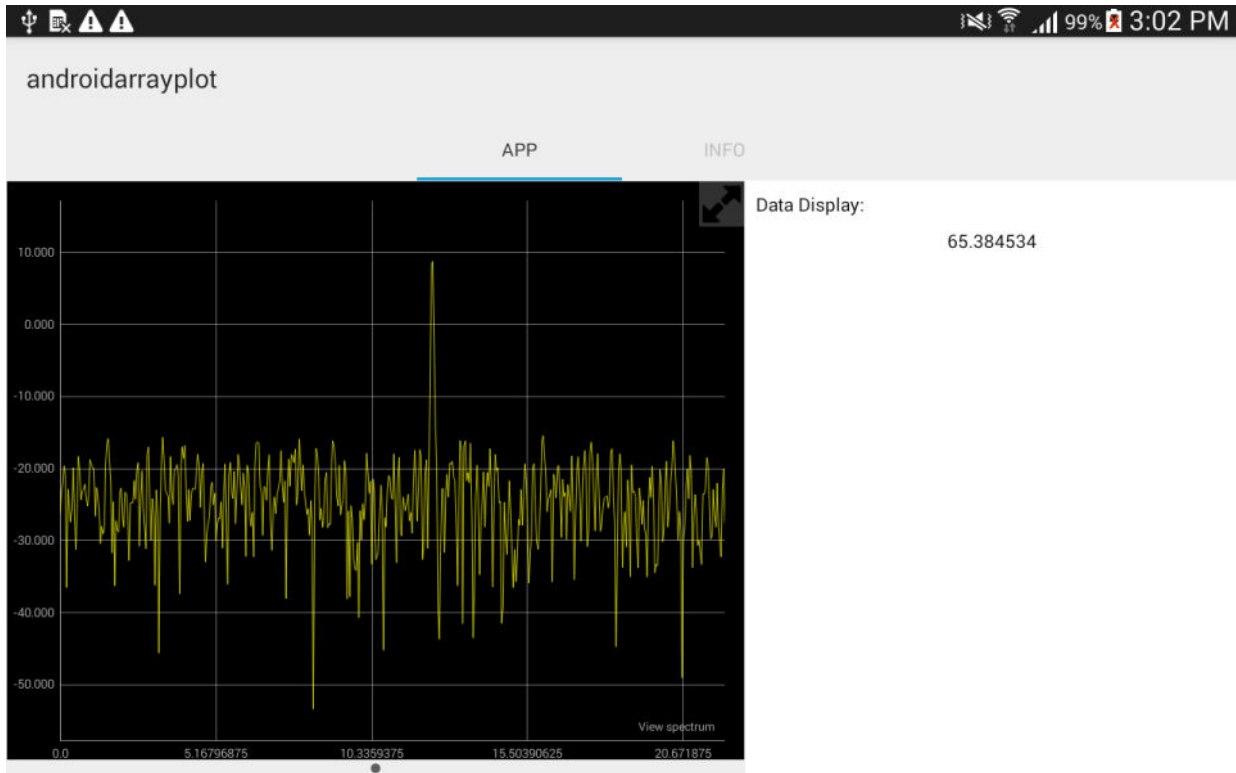 99% 3:02 PM
androidarrayplot
APP INFO
Data Display:
65.384534
10.000
0.000
-10.000
-20.000
-30.000
-40.000
-50.000
View spectrum
0.0 5.16796875 10.3359375 15.50390625 20.671875